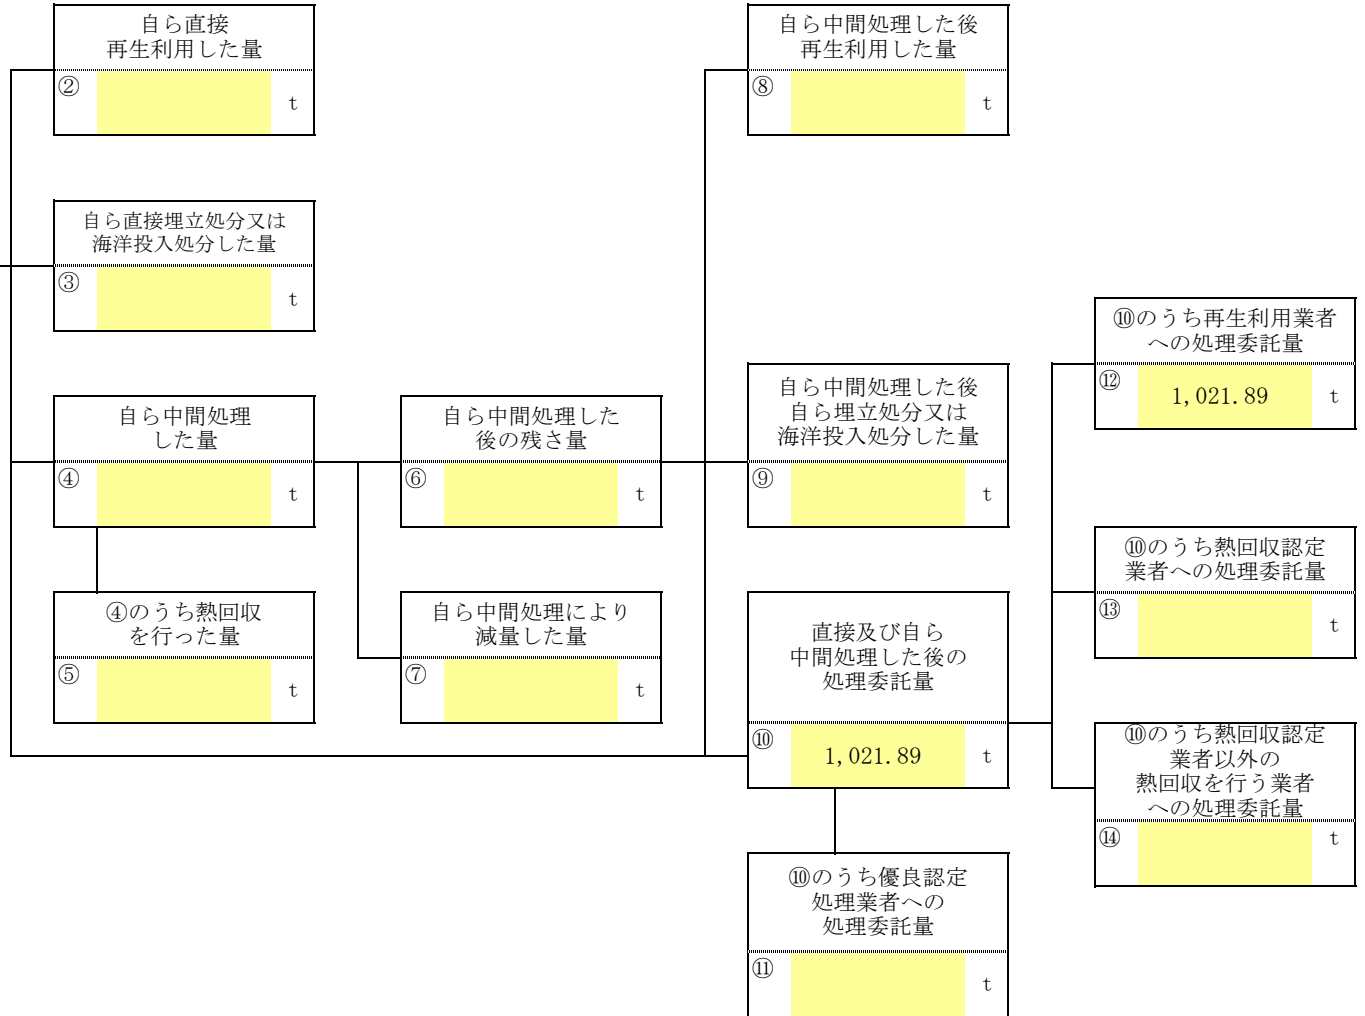 自ら直接
再生利用した量
②
t
自ら中間処理した後
再生利用した量
⑧
t
自ら直接埋立処分又は
海洋投入処分した量
③
t
⑩のうち再生利用業者
への処理委託量
⑫
1,021.89
t
自ら中間処理
した量
④
t
自ら中間処理した
後の残さ量
⑥
t
自ら中間処理した後
自ら埋立処分又は
海洋投入処分した量
⑨
t
⑩のうち熱回収認定
業者への処理委託量
⑬
t
④のうち熱回収
を行った量
⑤
t
自ら中間処理により
減量した量
⑦
t
直接及び自ら
中間処理した後の
処理委託量
⑩
1,021.89
t
⑩のうち熱回収認定
業者以外の
熱回収を行う業者
への処理委託量
⑭
t
⑩のうち優良認定
処理業者への
処理委託量
⑪
t